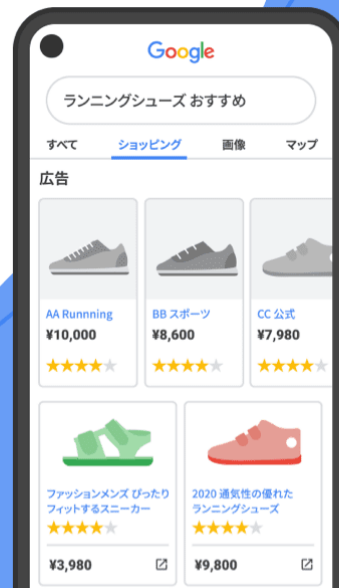 Google
ランニングシューズ おすすめ
すべて ショッピング 画像 マップ
広告
AA Runnning BB スポーツ CC 公式
¥10,000 ¥8,600 ¥7,980
ファッションメンズ ぴったり
フィットするスニーカー
¥3,980
2020 通気性の優れた
ランニングシューズ
¥9,800